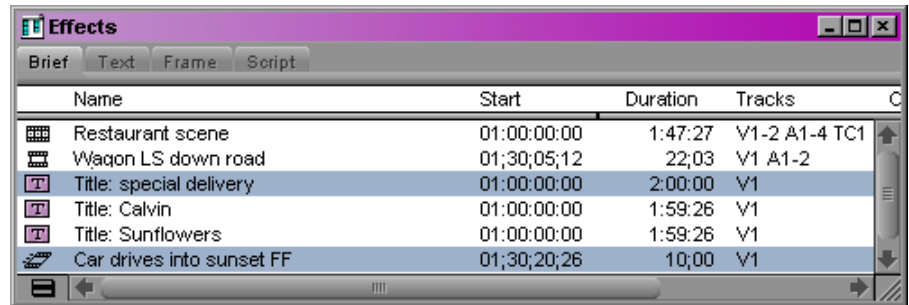 Effects
Brief Text Frame Script
Name Start Duration Tracks C
Restaurant scene 01:00:00:00 1:47:27 V1-2 A1-4 TC1
Wagon LS down road 01;30;05;12 22;03 V1 A1-2
T Title: special delivery 01:00:00:00 2:00:00 V1
T Title: Calvin 01:00:00:00 1:59:26 V1
T Title: Sunflowers 01:00:00:00 1:59:26 V1
Car drives into sunset FF 01;30;20;26 10;00 V1